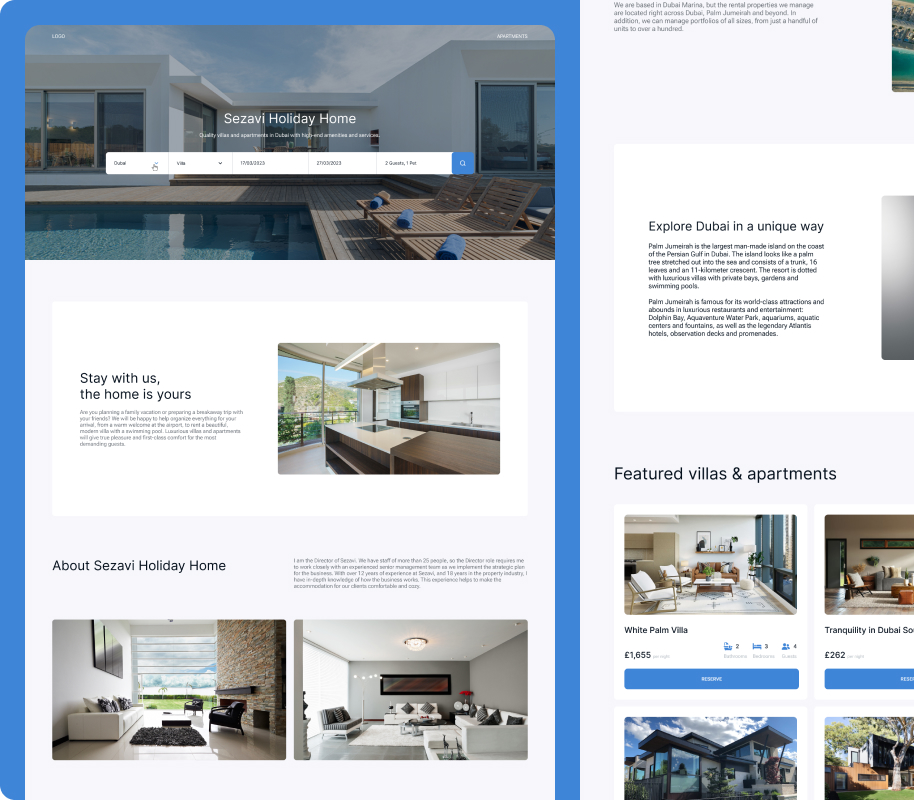 LOGO
APARTMENTS
Sezavi Holiday Home
Quality villas and apartments in Dubai with high-end amenities and services.
Dubai
Villa
17/03/2023
27/03/2023
2 Guests, 1 Pet
Stay with us,
the home is yours
Are you planning a family vacation or preparing a breakaway trip with
your friends? We will be happy to help organize everything for your
arrival, from a warm welcome at the airport, to rent a beautiful,
modern villa with a swimming pool. Luxurious villas and apartments
will give true pleasure and first-class comfort for the most
demanding guests.
About Sezavi Holiday Home
I am the Director of Sezavi. We have staff of more than 25 people, so the Director role requires me
to work closely with an experienced senior management team as we implement the strategic plan
for the business. With over 12 years of experience at Sezavi, and 18 years in the property industry, I
have in-depth knowledge of how the business works. This experience helps to make the
accommodation for our clients comfortable and cozy.
We are based in Dubai Marina, but the rental properties we manage
are located right across Dubai, Palm Jumeirah and beyond. In
addition, we can manage portfolios of all sizes, from just a handful of
units to over a hundred.
Explore Dubai in a unique way
Palm Jumeirah is the largest man-made island on the coast
of the Persian Gulf in Dubai. The island looks like a palm
tree stretched out into the sea and consists of a trunk, 16
leaves and an 11-kilometer crescent. The resort is dotted
with luxurious villas with private bays, gardens and
swimming pools.
Palm Jumeirah is famous for its world-class attractions and
abounds in luxurious restaurants and entertainment:
Dolphin Bay, Aquaventure Water Park, aquariums, aquatic
centers and fountains, as well as the legendary Atlantis
hotels, observation decks and promenades.
Featured villas & apartments
White Palm Villa
£1,655 per night
2
Bathrooms
3
Bedrooms
4
Guests
RESERVE
Tranquility in Dubai Sou
£262 per night
RESER